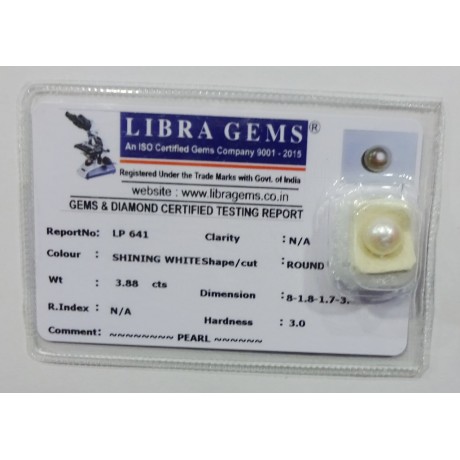 LIBRA GEMS®
An ISO Certified Gems Company 9001 - 2015
Registered Under the Trade Marks with Govt. of India
website : www.libragems.co.in
GEMS & DIAMOND CERTIFIED TESTING REPORT
ReportNo: LP 641 Clarity : N/A
Colour : SHINING WHITE Shape/cut : ROUND
Wt : 3.88 cts Dimension : 8-1.8-1.7-3.
R.Index : N/A Hardness : 3.0
Comment: ~~~~~~~~ PEARL ~~~~~~~